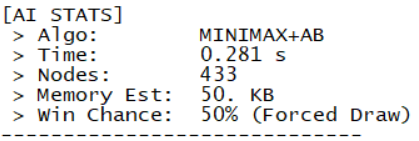 [AI STATS]
> Algo: MINIMAX+AB
> Time: 0.281 s
> Nodes: 433
> Memory Est: 50. KB
> Win Chance: 50% (Forced Draw)
------------------------------